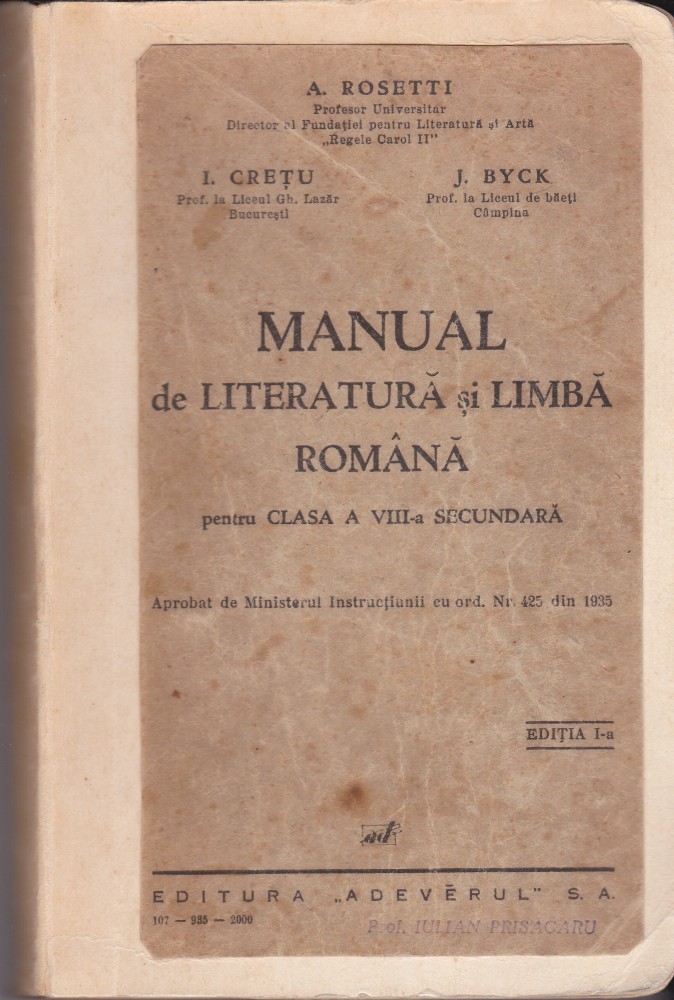 A. ROSETTI
Profesor Universitar
Director al Fundației pentru Literatură și Artă
„Regele Carol II”
I. CREȚU
Prof. la Liceul Gh. Lazăr
București
J. BYCK
Prof. la Liceul de băeți
Câmpina
MANUAL
de LITERATURĂ și LIMBĂ
ROMÂNĂ
pentru CLASA A VIII-a SECUNDARĂ
Aprobat de Ministerul Instrucțiunii cu ord. Nr. 425 din 1935
EDIȚIA I-a
ad
EDITURA „ADEVĔRUL” S. A.
107 — 935 — 2000
Prof. IULIAN PRISACARU